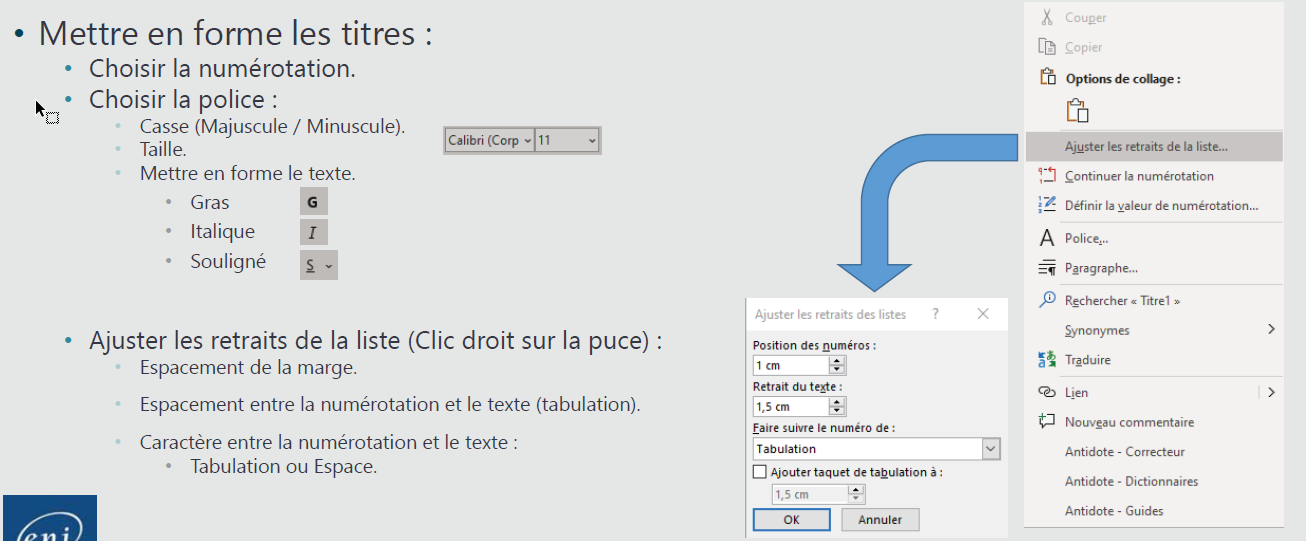 • Mettre en forme les titres :
• Choisir la numérotation.
• Choisir la police :
• Casse (Majuscule / Minuscule).
• Taille.
Calibri (Corp 11
• Mettre en forme le texte.
• Gras G
• Italique I
• Souligné S
• Ajuster les retraits de la liste (Clic droit sur la puce) :
• Espacement de la marge.
• Espacement entre la numérotation et le texte (tabulation).
• Caractère entre la numérotation et le texte :
• Tabulation ou Espace.
eni
Ajuster les retraits des listes ?
Position des numéros :
1 cm
Retrait du texte :
1,5 cm
Faire suivre le numéro de :
Tabulation
Ajouter taquet de tabulation à :
1,5 cm
OK Annuler
Couper
Copier
Options de collage :
Ajuster les retraits de la liste...
Continuer la numérotation
Définir la valeur de numérotation...
Police...
Paragraphe...
Rechercher « Titre1 »
Synonymes
Traduire
Lien
Nouveau commentaire
Antidote - Correcteur
Antidote - Dictionnaires
Antidote - Guides